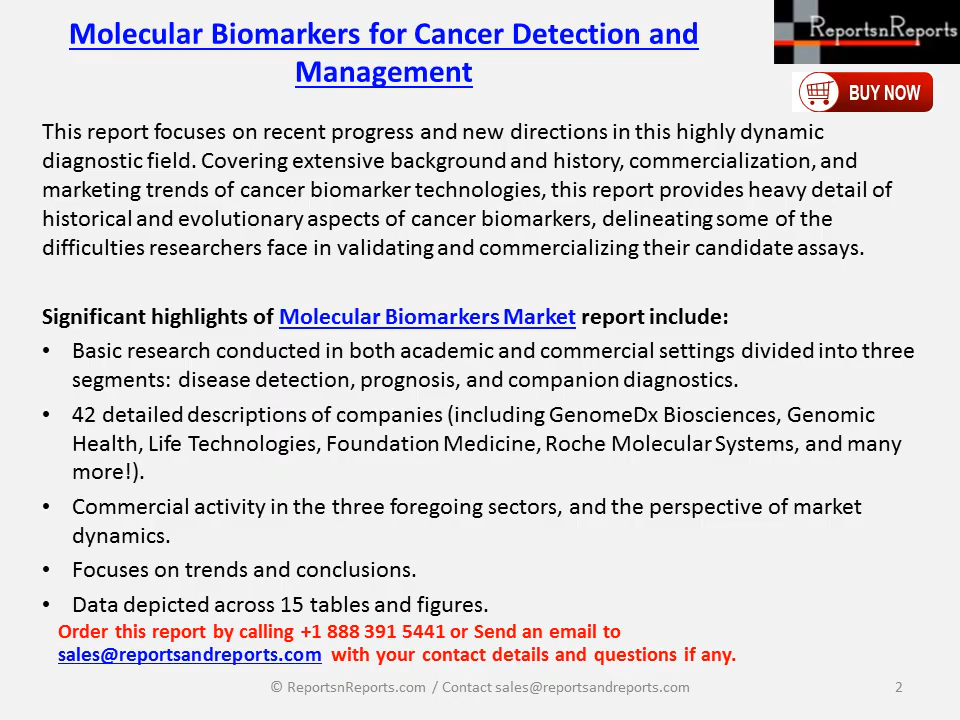 Molecular Biomarkers for Cancer Detection and
Management
ReportsnReports
BUY NOW
This report focuses on recent progress and new directions in this highly dynamic
diagnostic field. Covering extensive background and history, commercialization, and
marketing trends of cancer biomarker technologies, this report provides heavy detail of
historical and evolutionary aspects of cancer biomarkers, delineating some of the
difficulties researchers face in validating and commercializing their candidate assays.
Significant highlights of Molecular Biomarkers Market report include:
• Basic research conducted in both academic and commercial settings divided into three
segments: disease detection, prognosis, and companion diagnostics.
• 42 detailed descriptions of companies (including GenomeDx Biosciences, Genomic
Health, Life Technologies, Foundation Medicine, Roche Molecular Systems, and many
more!).
• Commercial activity in the three foregoing sectors, and the perspective of market
dynamics.
• Focuses on trends and conclusions.
• Data depicted across 15 tables and figures.
Order this report by calling +1 888 391 5441 or Send an email to
sales@reportsandreports.com with your contact details and questions if any.
© ReportsnReports.com / Contact sales@reportsandreports.com
2